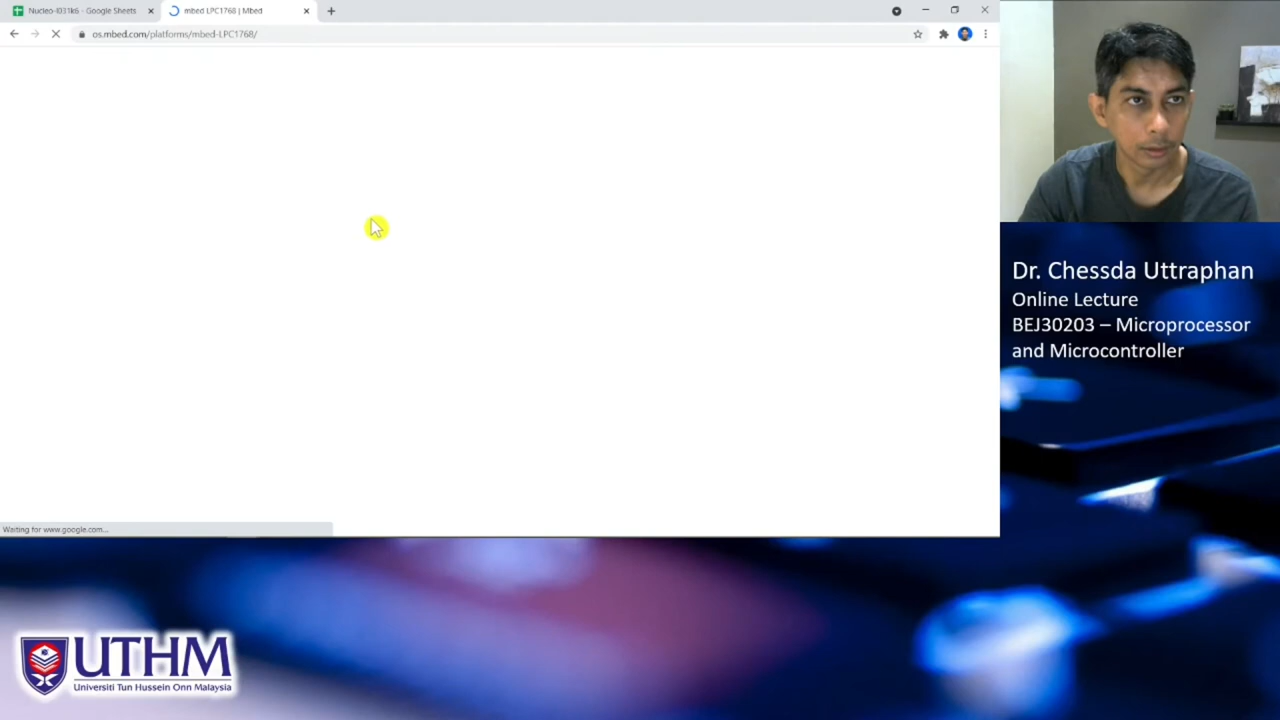 Nucleo-l031k6 - Google Sheets
mbed LPC1768 | Mbed
os.mbed.com/platforms/mbed-LPC1768/
Waiting for www.google.com...
Dr. Chessda Uttraphan
Online Lecture
BEJ30203 – Microprocessor
and Microcontroller
UTHM
Universiti Tun Hussein Onn Malaysia